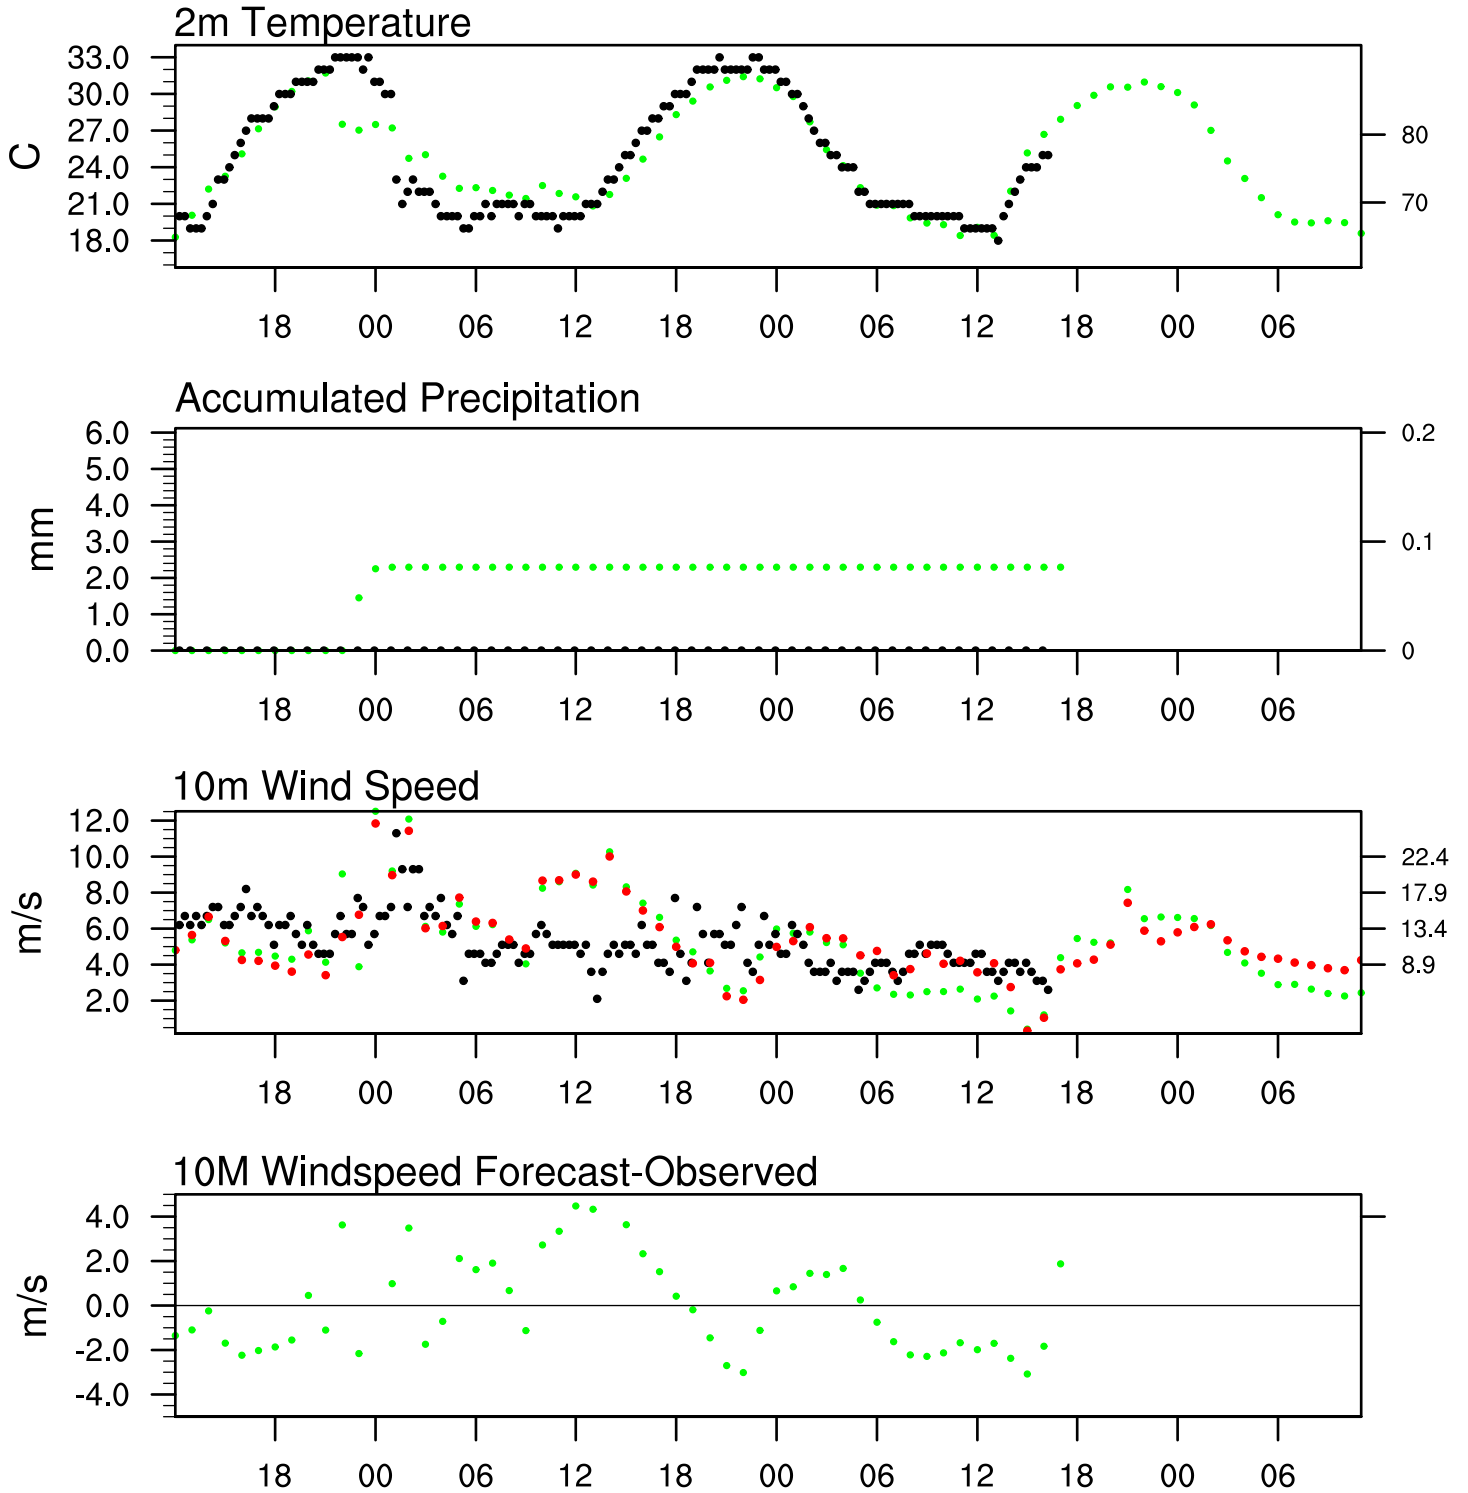 2m Temperature
33.0
30.0
27.0
24.0
21.0
18.0
C
80
70
18 00 06 12 18 00 06 12 18 00 06
Accumulated Precipitation
6.0
5.0
4.0
3.0
2.0
1.0
0.0
mm
0.2
0.1
0
18 00 06 12 18 00 06 12 18 00 06
10m Wind Speed
12.0
10.0
8.0
6.0
4.0
2.0
m/s
22.4
17.9
13.4
8.9
18 00 06 12 18 00 06 12 18 00 06
10M Windspeed Forecast-Observed
4.0
2.0
0.0
-2.0
-4.0
m/s
18 00 06 12 18 00 06 12 18 00 06